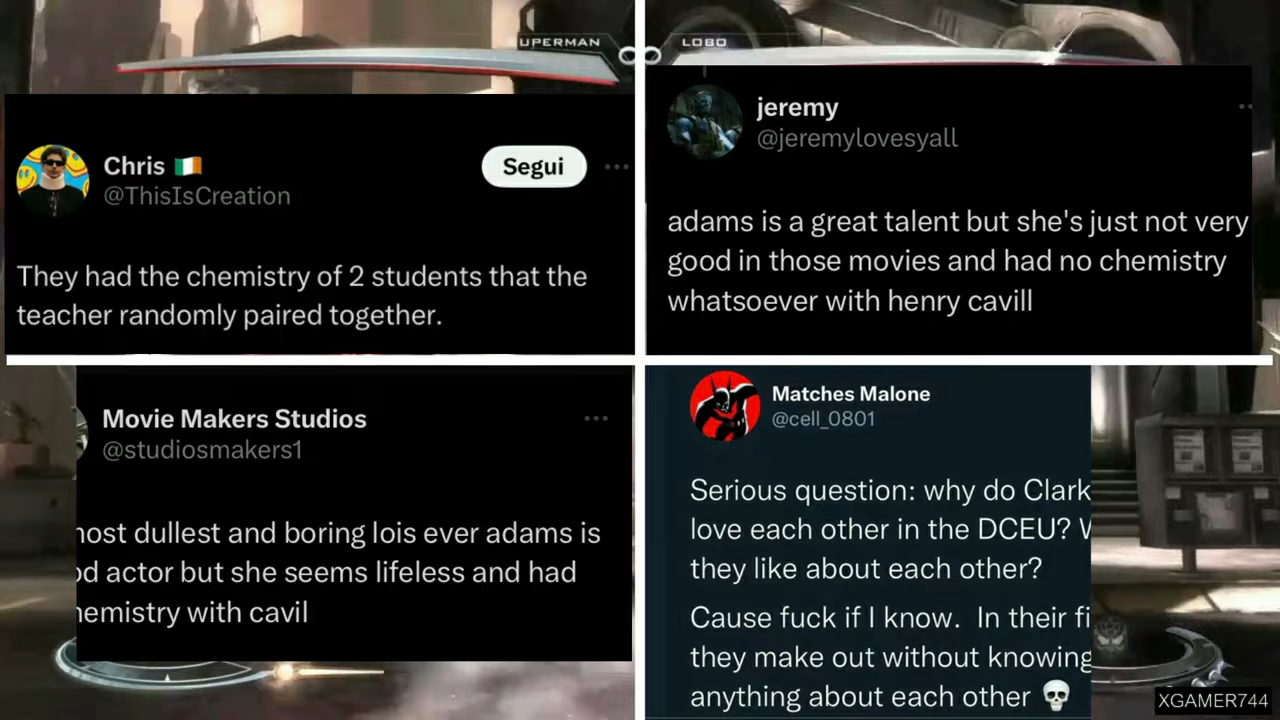 UPERMAN
LOBO
Chris
@ThisIsCreation
Segui
They had the chemistry of 2 students that the
teacher randomly paired together.
jeremy
@jeremylovesyall
adams is a great talent but she's just not very
good in those movies and had no chemistry
whatsoever with henry cavill
Movie Makers Studios
@studiosmakers1
most dullest and boring lois ever adams is
od actor but she seems lifeless and had
hemistry with cavil
Matches Malone
@cell_0801
Serious question: why do Clark
love each other in the DCEU? W
they like about each other?
Cause fuck if I know. In their fi
they make out without knowing
anything about each other 💀
XGAMER744